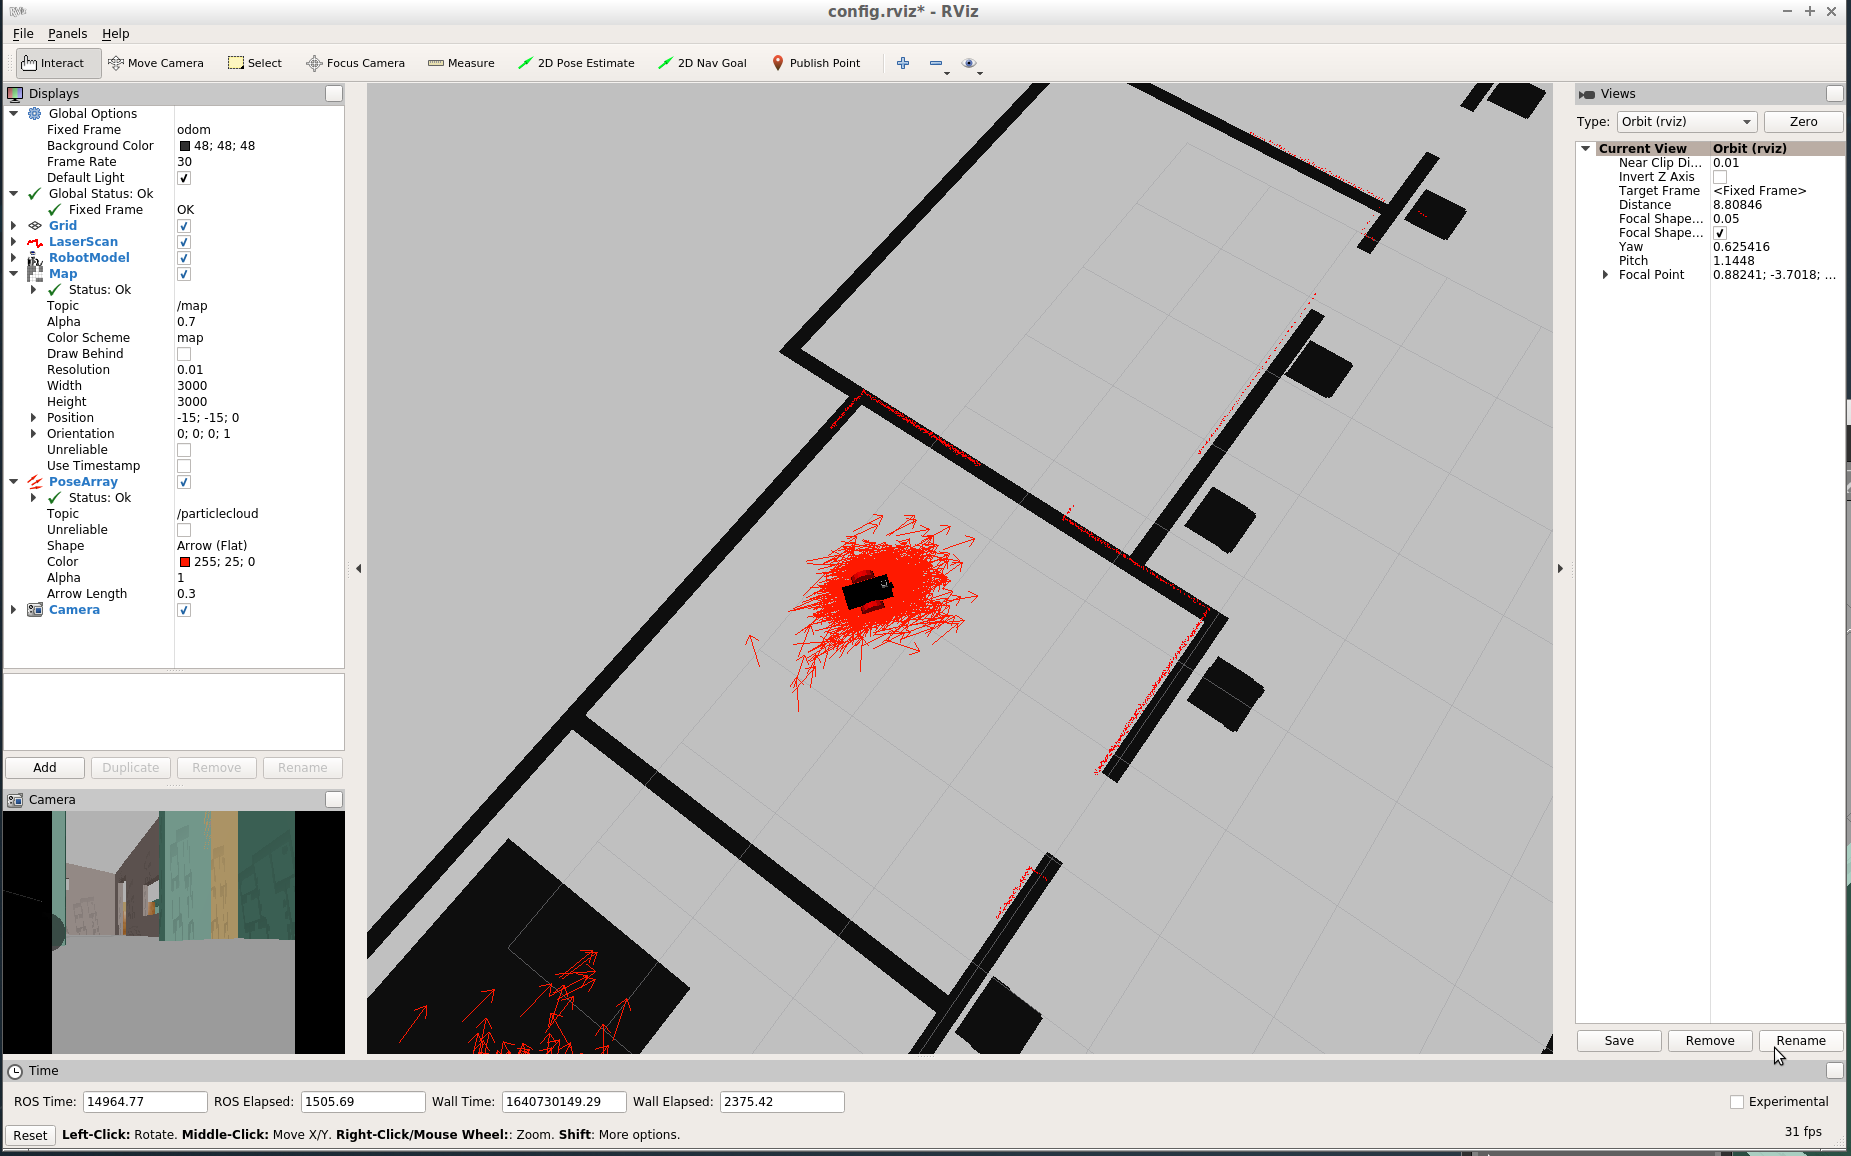 config.rviz* - RViz
File Panels Help
Interact Move Camera Select Focus Camera Measure 2D Pose Estimate 2D Nav Goal Publish Point
Displays
Global Options
Fixed Frame odom
Background Color 48; 48; 48
Frame Rate 30
Default Light
Global Status: Ok
Fixed Frame OK
Grid
LaserScan
RobotModel
Map
Status: Ok
Topic /map
Alpha 0.7
Color Scheme map
Draw Behind
Resolution 0.01
Width 3000
Height 3000
Position -15; -15; 0
Orientation 0; 0; 0; 1
Unreliable
Use Timestamp
PoseArray
Status: Ok
Topic /particlecloud
Unreliable
Shape Arrow (Flat)
Color 255; 25; 0
Alpha 1
Arrow Length 0.3
Camera
Add Duplicate Remove Rename
Camera
Views
Type: Orbit (rviz) Zero
Current View Orbit (rviz)
Near Clip Di... 0.01
Invert Z Axis
Target Frame <Fixed Frame>
Distance 8.80846
Focal Shape... 0.05
Focal Shape...
Yaw 0.625416
Pitch 1.1448
Focal Point 0.88241; -3.7018; ...
Save Remove Rename
Time
ROS Time: 14964.77 ROS Elapsed: 1505.69 Wall Time: 1640730149.29 Wall Elapsed: 2375.42 Experimental
Reset Left-Click: Rotate. Middle-Click: Move X/Y. Right-Click/Mouse Wheel:: Zoom. Shift: More options. 31 fps